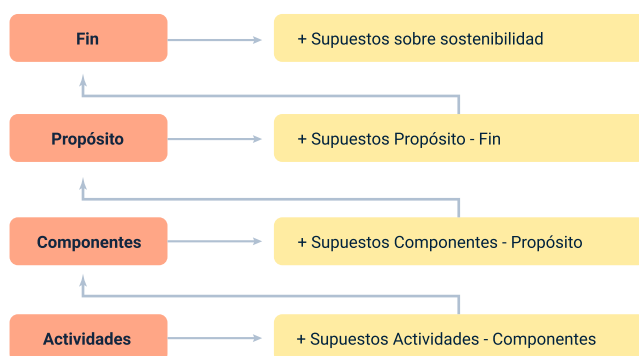 Fin
+ Supuestos sobre sostenibilidad
Propósito
+ Supuestos Propósito - Fin
Componentes
+ Supuestos Componentes - Propósito
Actividades
+ Supuestos Actividades - Componentes